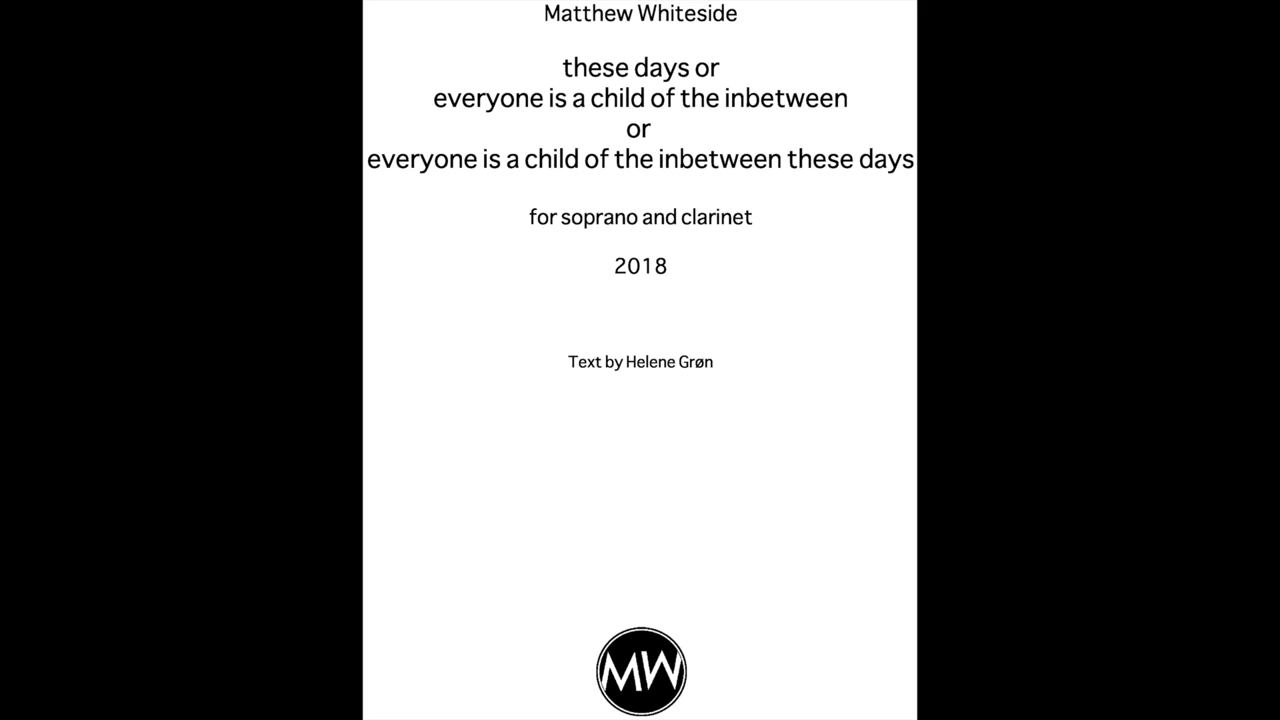 Matthew Whiteside
these days or
everyone is a child of the inbetween
or
everyone is a child of the inbetween these days
for soprano and clarinet
2018
Text by Helene Grøn
MW